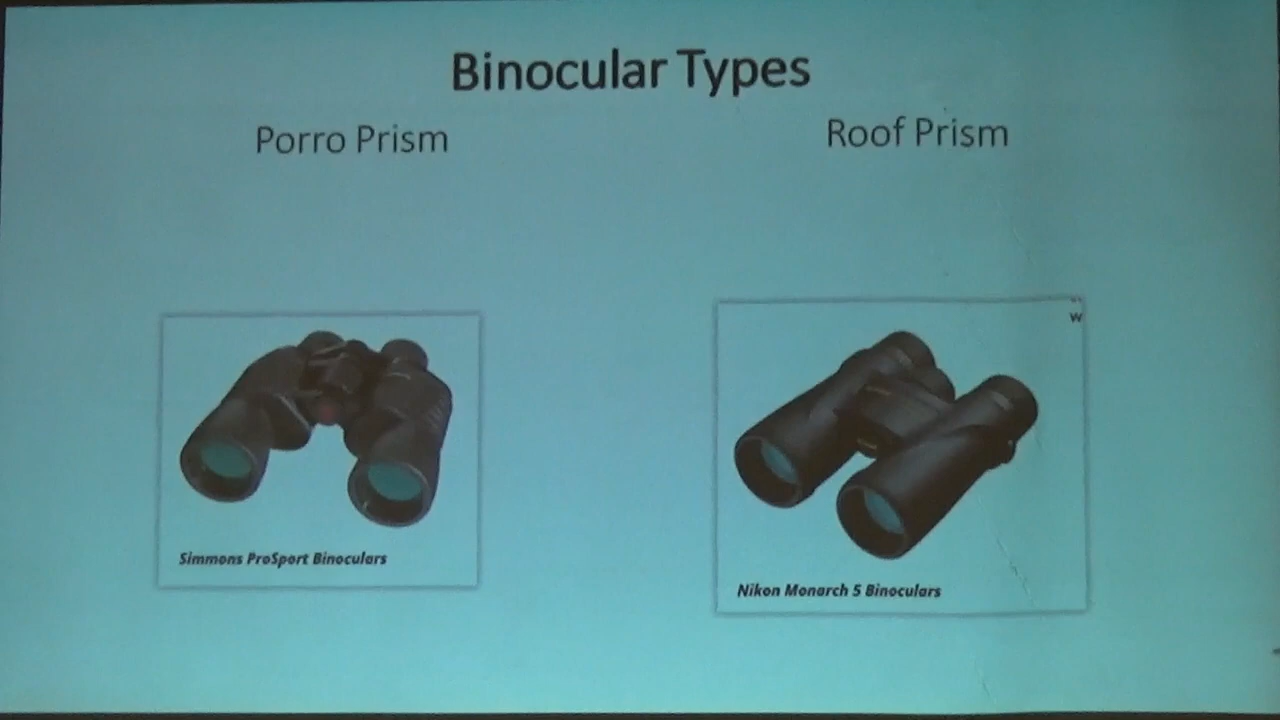 Binocular Types
Porro Prism
Roof Prism
W
Simmons ProSport Binoculars
Nikon Monarch 5 Binoculars